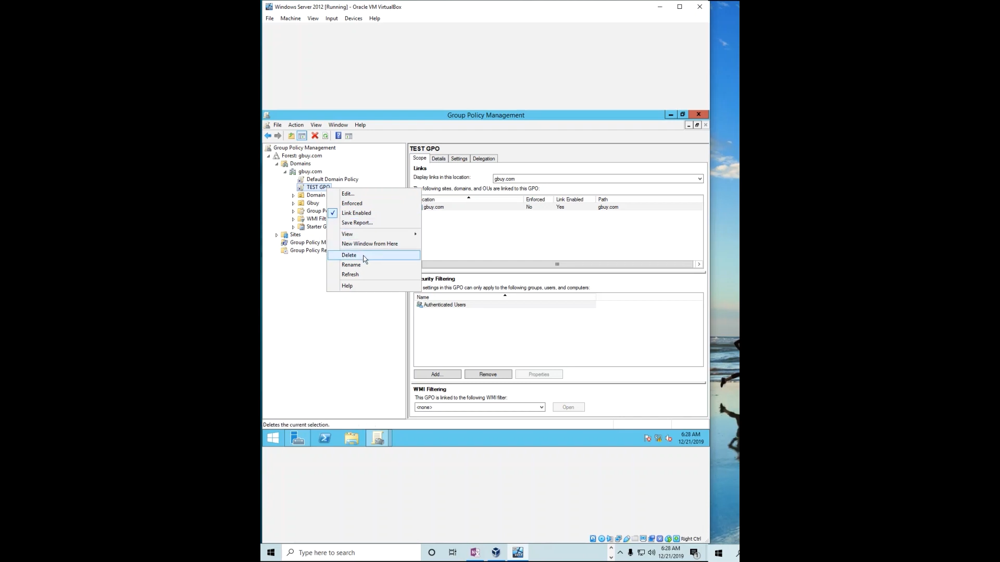 Windows Server 2012 [Running] - Oracle VM VirtualBox
File Machine View Input Devices Help
Group Policy Management
File Action View Window Help
Group Policy Management
Forest: gbuy.com
Domains
gbuy.com
Default Domain Policy
TEST GPO
Domain
Gbuy
Group P
WMI Filt
Starter G
Sites
Group Policy M
Group Policy Re
Edit...
Enforced
Link Enabled
Save Report...
View
New Window from Here
Delete
Rename
Refresh
Help
TEST GPO
Scope Details Settings Delegation
Links
Display links in this location: gbuy.com
following sites, domains, and OUs are linked to this GPO:
cation Enforced Link Enabled Path
gbuy.com No Yes gbuy.com
curity Filtering
settings in this GPO can only apply to the following groups, users, and computers:
Name
Authenticated Users
Add... Remove Properties
WMI Filtering
This GPO is linked to the following WMI filter:
<none> Open
Deletes the current selection.
6:28 AM
12/21/2019
Right Ctrl
Type here to search
6:28 AM
12/21/2019